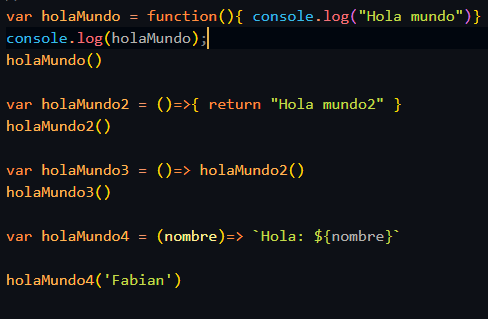 var holaMundo = function(){ console.log("Hola mundo")}
console.log(holaMundo);
holaMundo()
var holaMundo2 = ()=>{ return "Hola mundo2" }
holaMundo2()
var holaMundo3 = ()=> holaMundo2()
holaMundo3()
var holaMundo4 = (nombre)=> `Hola: ${nombre}`
holaMundo4('Fabian')